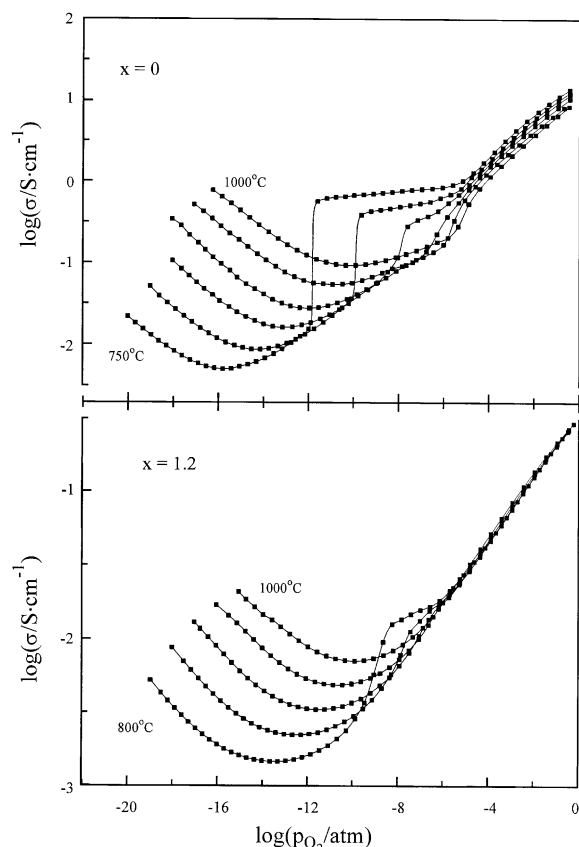 2
x = 0
1
0
1000°C
-1
-2
750°C
log(σ/S·cm⁻¹)
x = 1.2
-1
1000°C
-2
800°C
-3
log(σ/S·cm⁻¹)
-20 -16 -12 -8 -4 0
log(pO₂/atm)